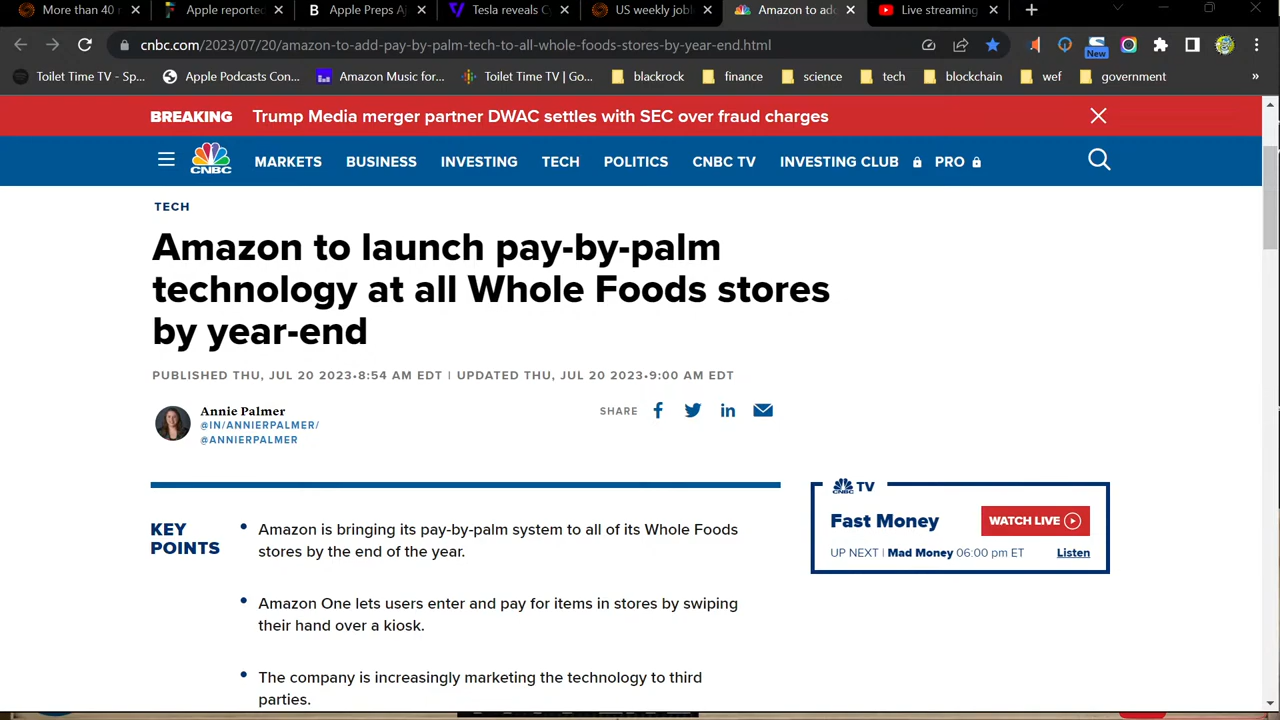 More than 40 n
Apple reported
Apple Preps Aj
Tesla reveals C
US weekly jobl
Amazon to add
Live streaming
cnbc.com/2023/07/20/amazon-to-add-pay-by-palm-tech-to-all-whole-foods-stores-by-year-end.html
New
Toilet Time TV - Sp...
Apple Podcasts Con...
Amazon Music for...
Toilet Time TV | Go...
blackrock
finance
science
tech
blockchain
wef
government
»
BREAKING Trump Media merger partner DWAC settles with SEC over fraud charges
CNBC MARKETS BUSINESS INVESTING TECH POLITICS CNBC TV INVESTING CLUB PRO
TECH
Amazon to launch pay-by-palm
technology at all Whole Foods stores
by year-end
PUBLISHED THU, JUL 20 2023•8:54 AM EDT | UPDATED THU, JUL 20 2023•9:00 AM EDT
Annie Palmer
@IN/ANNIERPALMER/
@ANNIERPALMER
SHARE
KEY
POINTS
• Amazon is bringing its pay-by-palm system to all of its Whole Foods
stores by the end of the year.
• Amazon One lets users enter and pay for items in stores by swiping
their hand over a kiosk.
• The company is increasingly marketing the technology to third
parties.
CNBC TV
Fast Money
WATCH LIVE
UP NEXT | Mad Money 06:00 pm ET
Listen